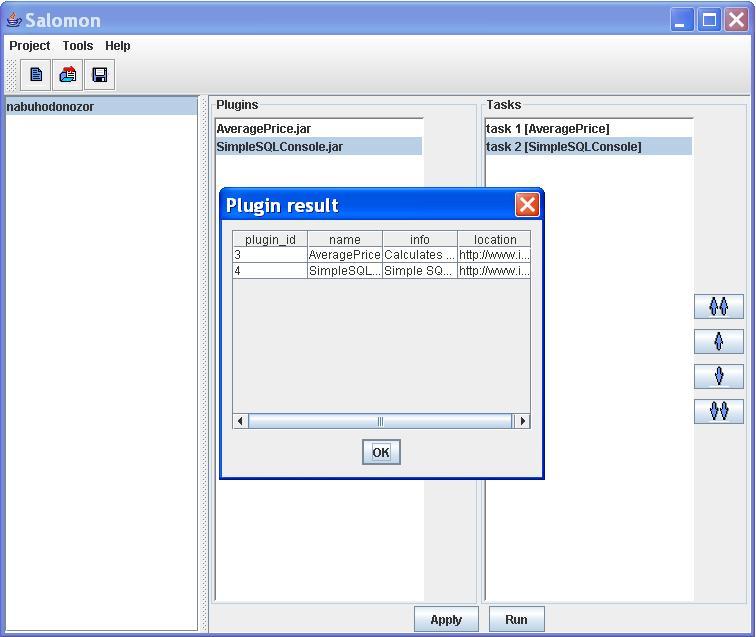 Salomon
Project Tools Help
nabuhodonozor
Plugins
AveragePrice.jar
SimpleSQLConsole.jar
Tasks
task 1 [AveragePrice]
task 2 [SimpleSQLConsole]
Plugin result
plugin_id name info location
3 AveragePrice Calculates ... http://www.i...
4 SimpleSQL... Simple SQ... http://www.i...
OK
Apply Run